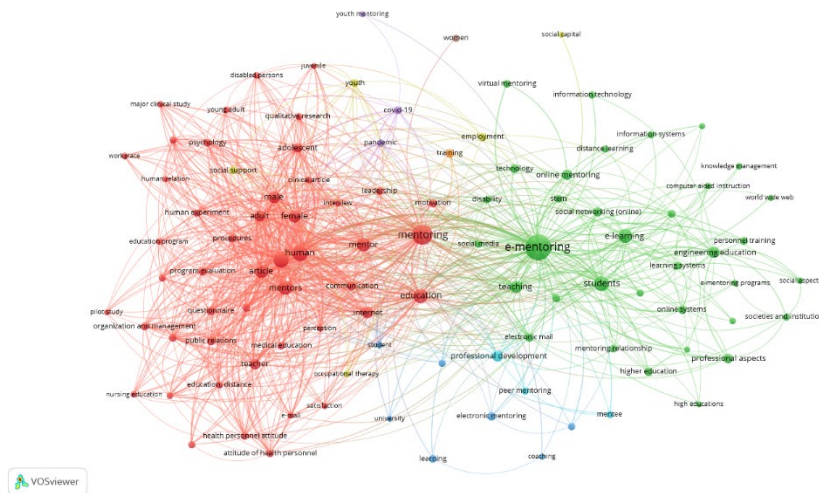 youth mentoring
women
social capital
juvenile
disabled persons
youth
virtual mentoring
information technology
major clinical study
young adult
qualitative research
covid-19
employment
information systems
psychology
adolescent
pandemic
distance learning
workplace
social support
clinical article
training
technology
online mentoring
knowledge management
human relation
leadership
computer aided instruction
male
interview
motivation
disability
stem
world wide web
human experiment
adult
female
social networking (online)
education program
procedures
mentor
mentoring
social media
e-mentoring
e-learning
personnel training
human
engineering education
program evaluation
article
learning systems
social aspect
pilot study
mentors
communication
education
teaching
students
e-mentoring programs
questionnaire
internet
online systems
societies and institution
organization and management
public relations
perception
electronic mail
medical education
student
professional development
mentoring relationship
professional aspects
teacher
occupational therapy
higher education
nursing education
education, distance
peer mentoring
satisfaction
high educations
e-mail
university
electronic mentoring
mentee
health personnel attitude
attitude of health personnel
learning
coaching
VOSviewer